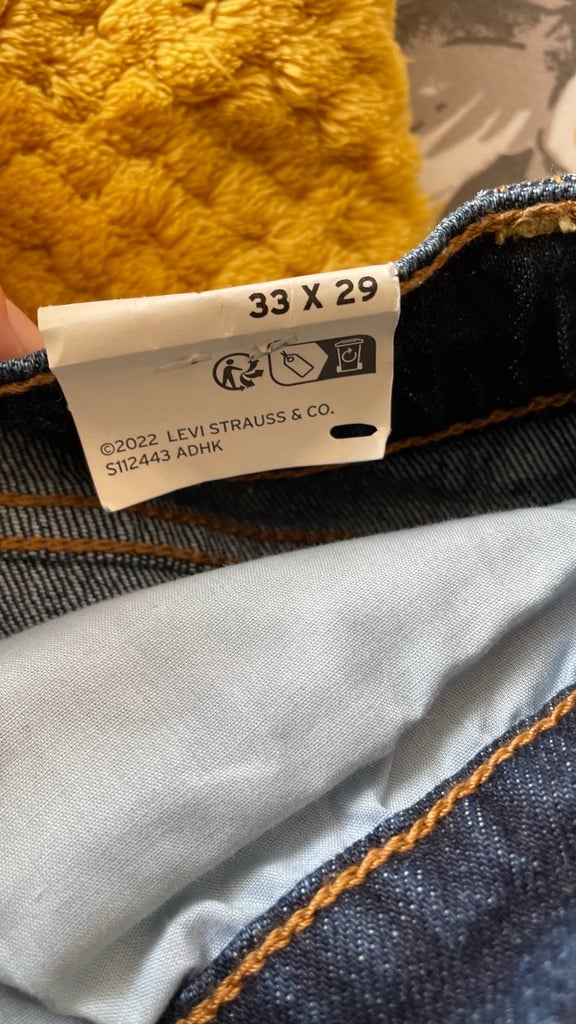 33 X 29
©2022 LEVI STRAUSS & CO.
S112443 ADHK